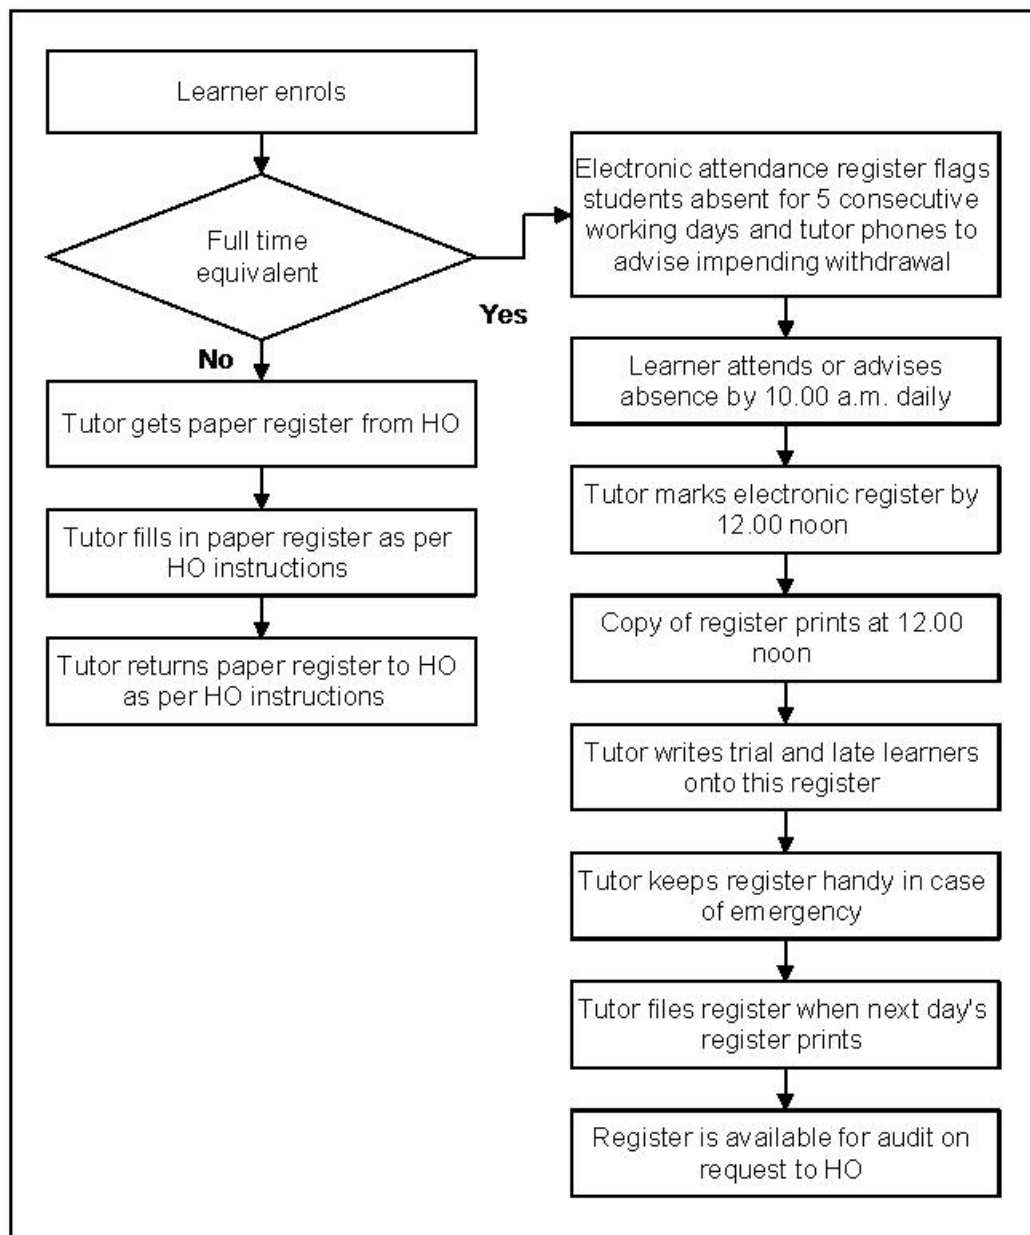 Learner enrols
Full time
equivalent
Yes
No
Tutor gets paper register from HO
Tutor fills in paper register as per
HO instructions
Tutor returns paper register to HO
as per HO instructions
Electronic attendance register flags
students absent for 5 consecutive
working days and tutor phones to
advise impending withdrawal
Learner attends or advises
absence by 10.00 a.m. daily
Tutor marks electronic register by
12.00 noon
Copy of register prints at 12.00
noon
Tutor writes trial and late learners
onto this register
Tutor keeps register handy in case
of emergency
Tutor files register when next day's
register prints
Register is available for audit on
request to HO